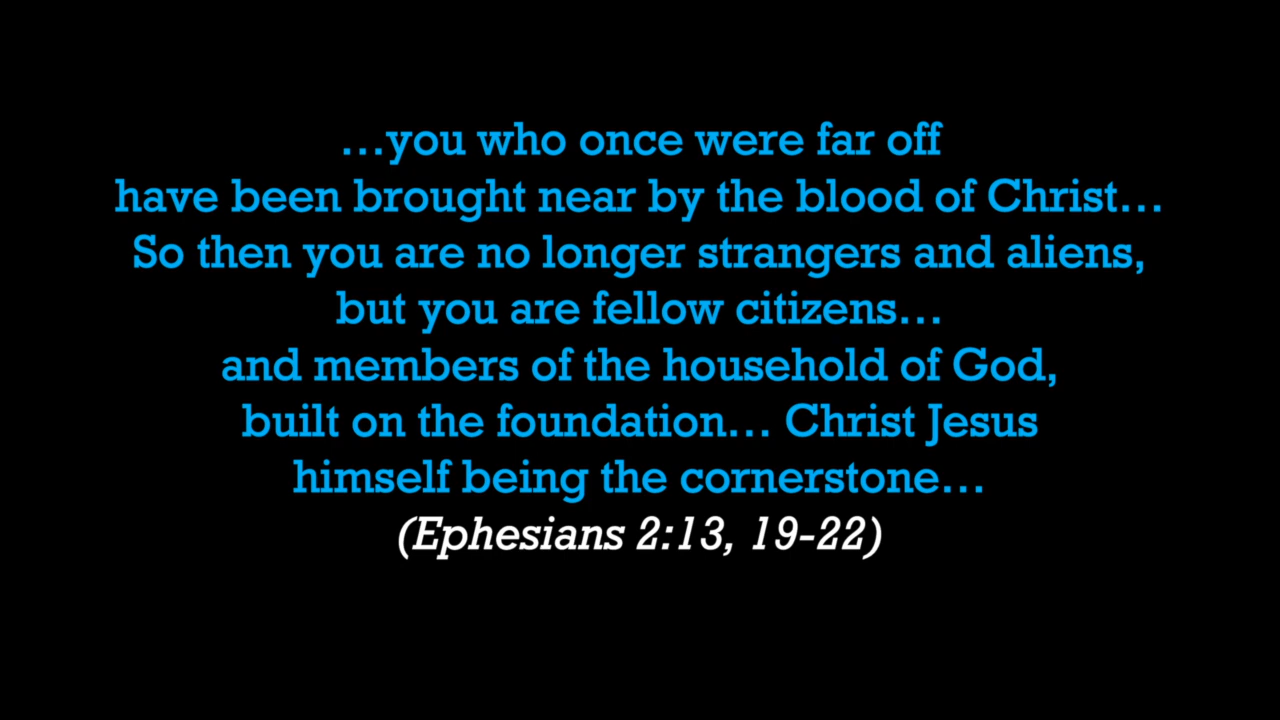 …you who once were far off
have been brought near by the blood of Christ…
So then you are no longer strangers and aliens,
but you are fellow citizens…
and members of the household of God,
built on the foundation… Christ Jesus
himself being the cornerstone…
(Ephesians 2:13, 19-22)